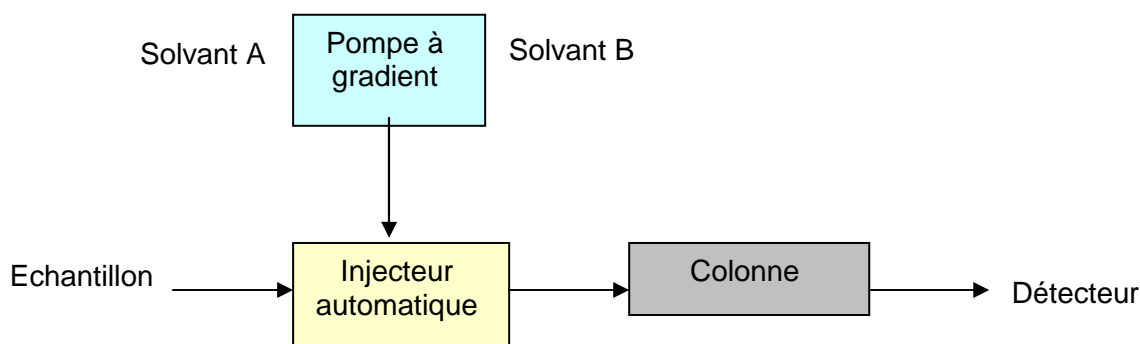 Solvant A
Pompe à
gradient
Solvant B
Echantillon
Injecteur
automatique
Colonne
Détecteur